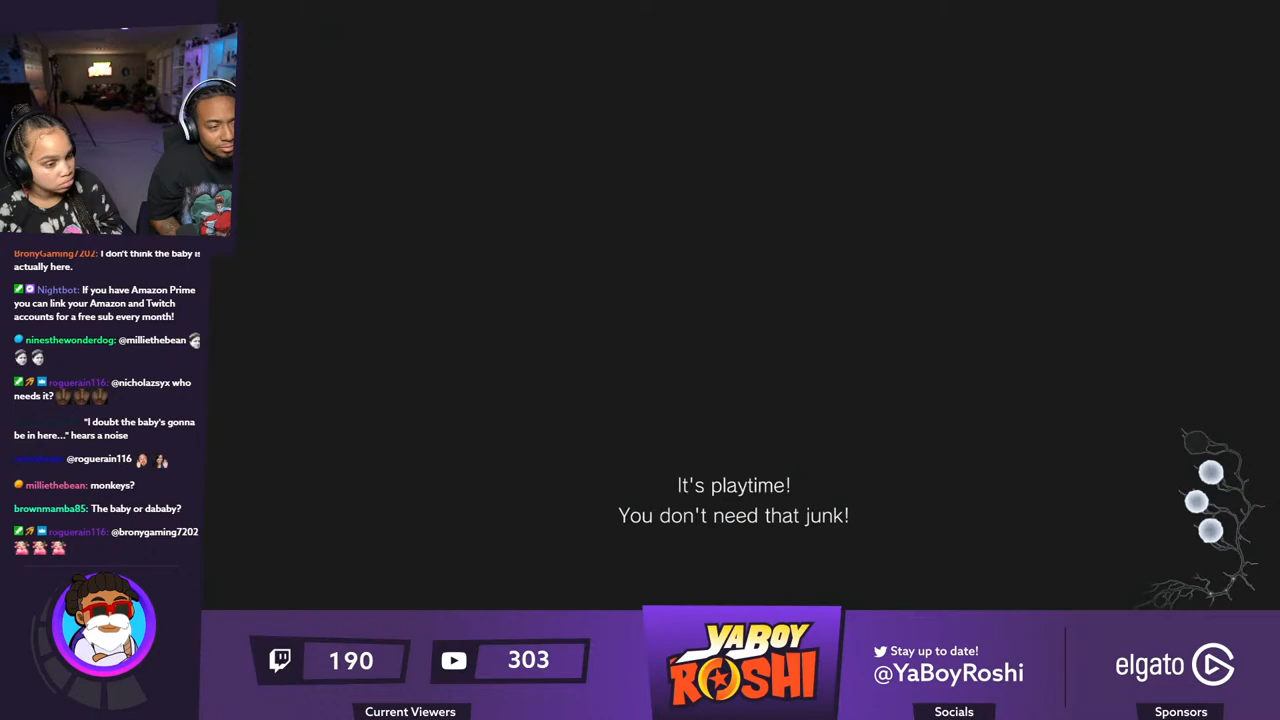 BronyGaming7202: I don't think the baby is
actually here.
Nightbot: If you have Amazon Prime
you can link your Amazon and Twitch
accounts for a free sub every month!
ninesthewonderdog: @milliethebean
roguerain116: @nicholazsyx who
needs it?
"I doubt the baby's gonna
be in here..." hears a noise
@roguerain116
milliethebean: monkeys?
brownmamba85: The baby or dababy?
roguerain116: @bronygaming7202
It's playtime!
You don't need that junk!
190
303
Current Viewers
YABOY
ROSHI
Stay up to date!
@YaBoyRoshi
Socials
elgato
Sponsors